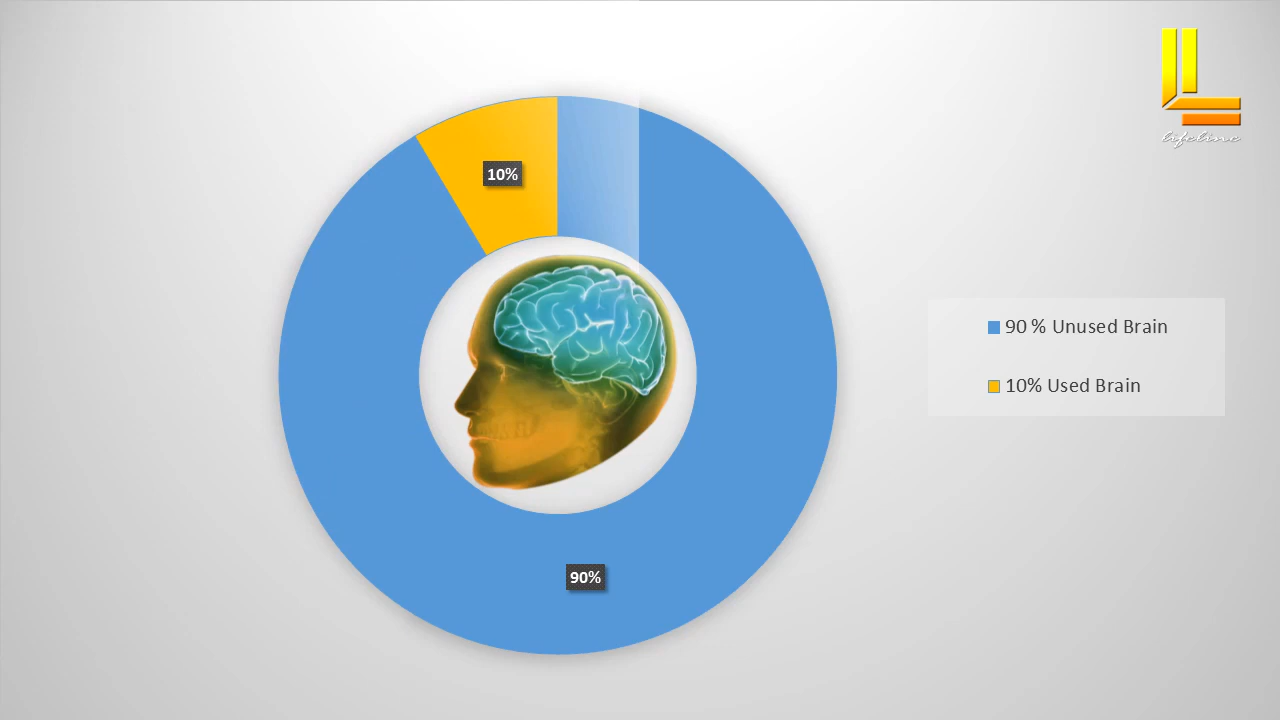 lifeline
10%
90 % Unused Brain
10% Used Brain
90%